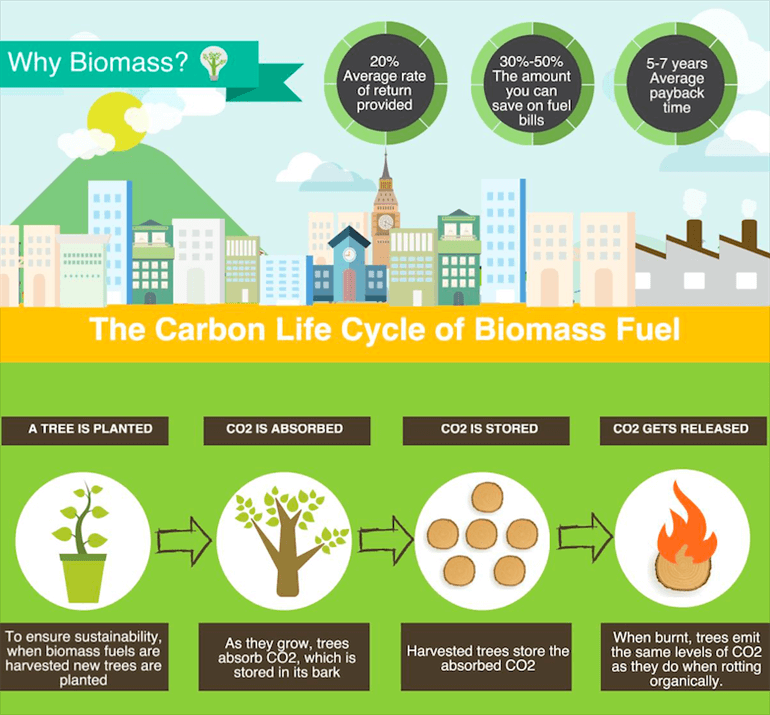 Why Biomass?
20%
Average rate
of return
provided
30%-50%
The amount
you can
save on fuel
bills
5-7 years
Average
payback
time
The Carbon Life Cycle of Biomass Fuel
A TREE IS PLANTED
CO2 IS ABSORBED
CO2 IS STORED
CO2 GETS RELEASED
To ensure sustainability,
when biomass fuels are
harvested new trees are
planted
As they grow, trees
absorb CO2, which is
stored in its bark
Harvested trees store the
absorbed CO2
When burnt, trees emit
the same levels of CO2
as they do when rotting
organically.